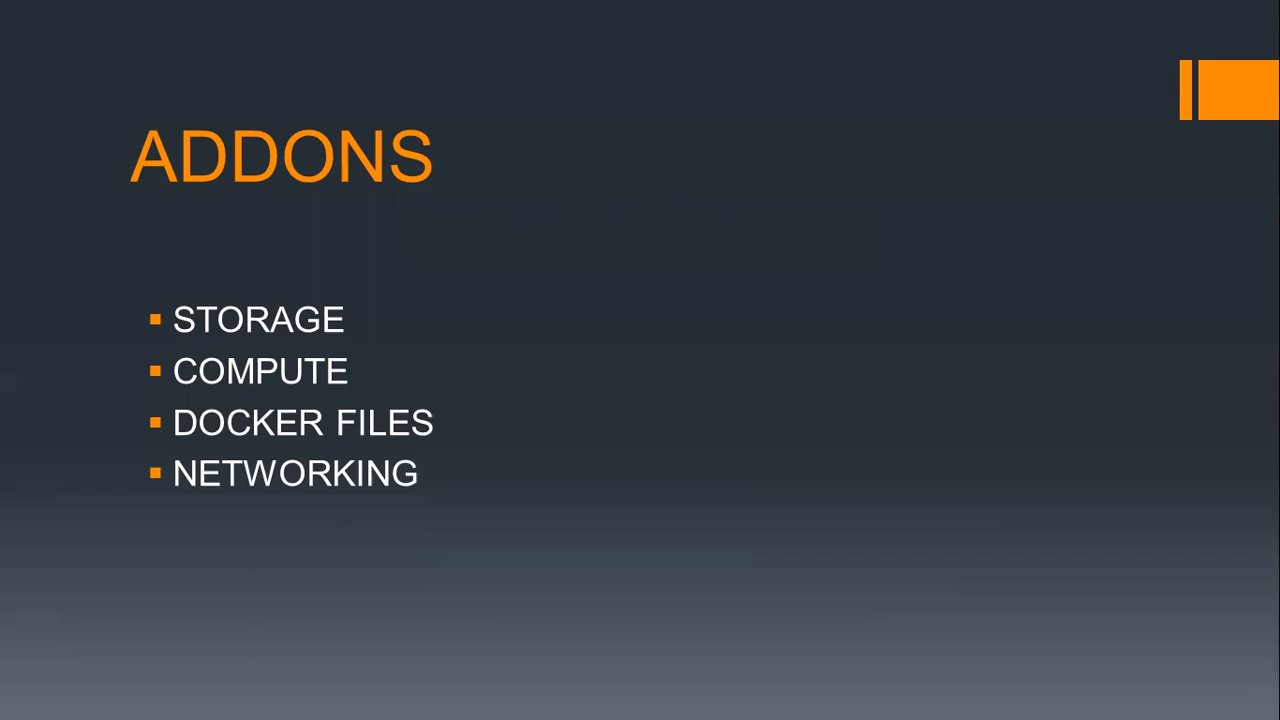 ADDONS
STORAGE
COMPUTE
DOCKER FILES
NETWORKING